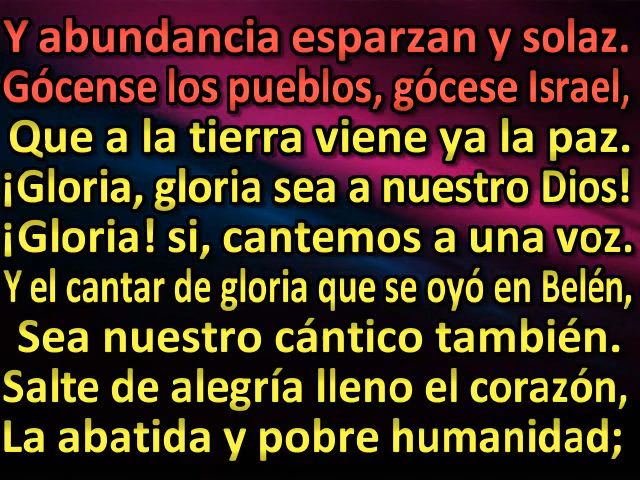 Y abundancia esparzan y solaz.
Gócense los pueblos, gócese Israel,
Que a la tierra viene ya la paz.
¡Gloria, gloria sea a nuestro Dios!
¡Gloria! si, cantemos a una voz.
Y el cantar de gloria que se oyó en Belén,
Sea nuestro cántico también.
Salte de alegría lleno el corazón,
La abatida y pobre humanidad;